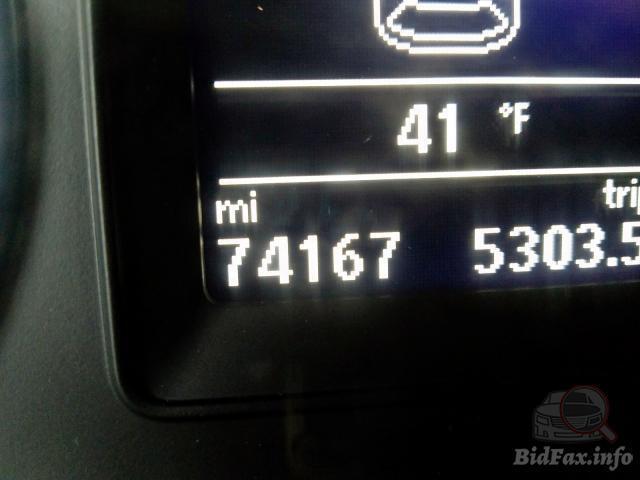 41 °F
mi trip
74167 5303.5
BidFax.info